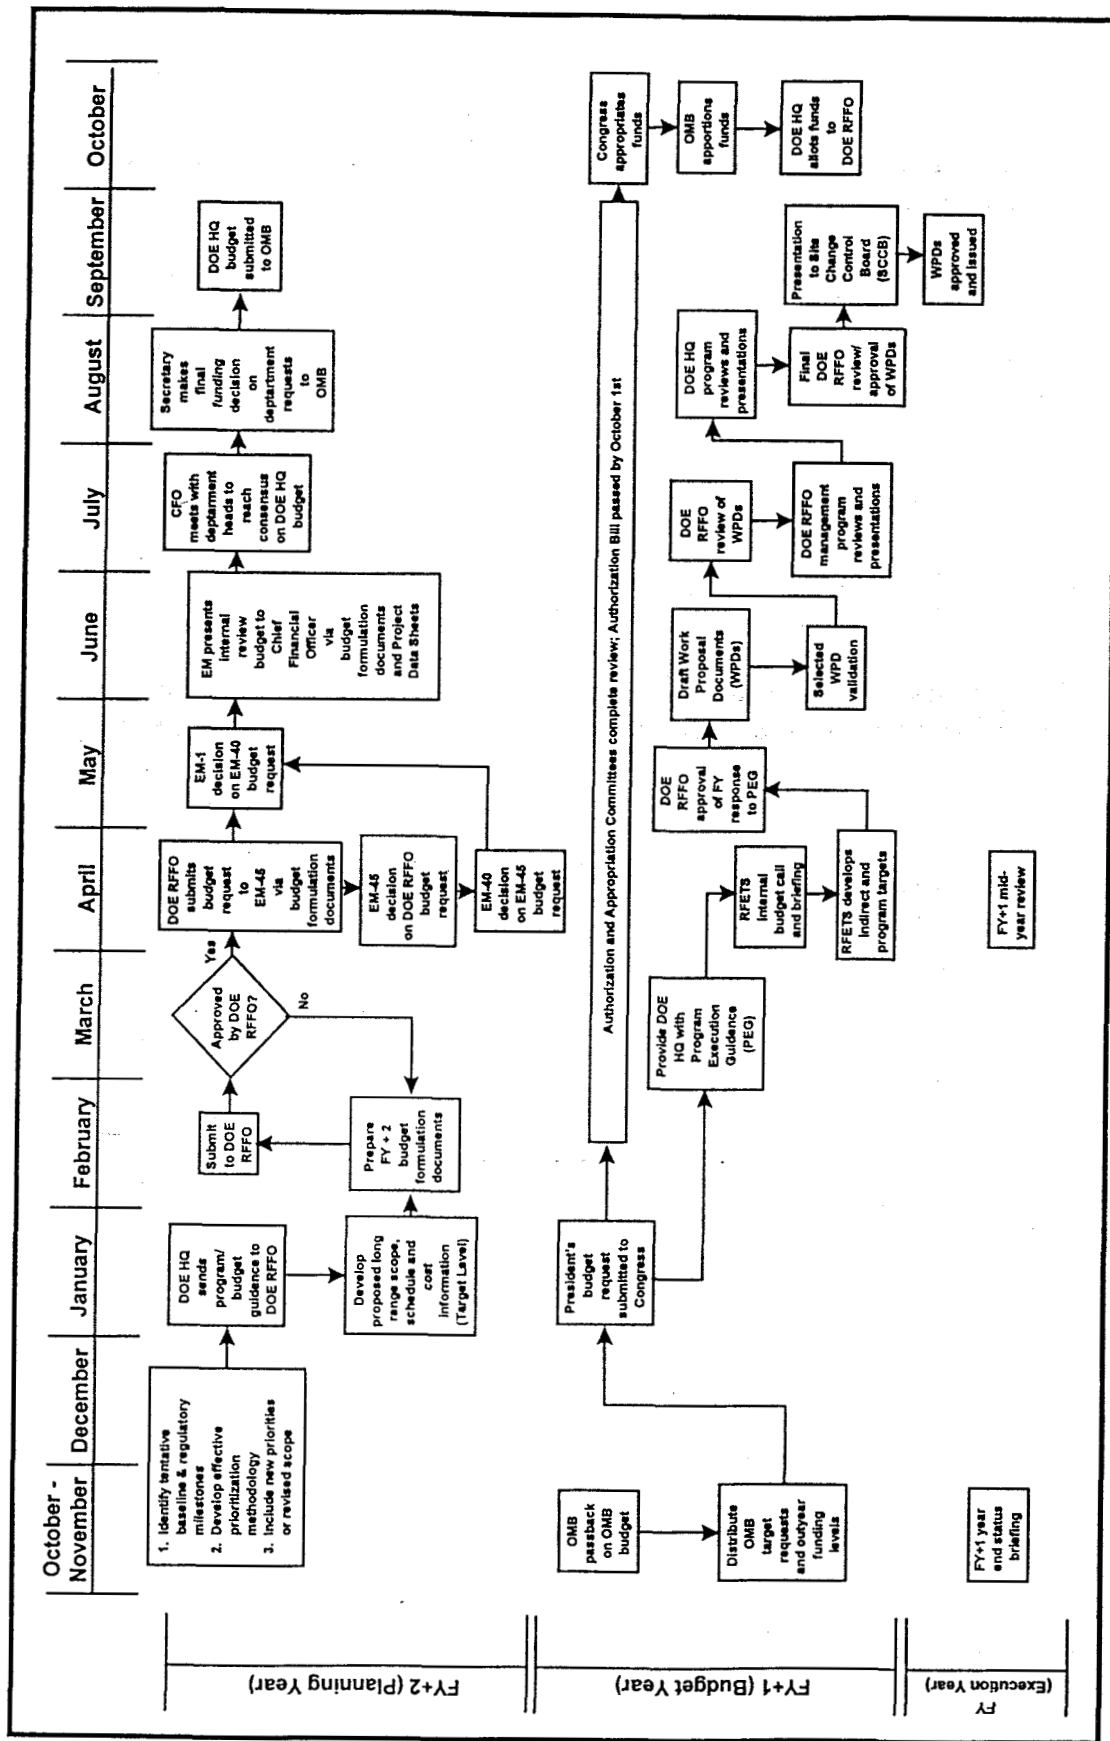 October -
November
December
January
February
March
April
May
June
July
August
September
October
FY+2 (Planning Year)
1. Identify tentative
baseline & regulatory
milestones
2. Develop effective
prioritization
methodology
3. Include new priorities
or revised scope
DOE HQ
sends
program/
budget
guidance to
DOE RFFO
Develop
proposed long
range scope,
schedule and
cost
information
(Target Level)
Prepare
FY + 2
budget
formulation
documents
Submit
to DOE
RFFO
Approved
by DOE
RFFO?
Yes
No
DOE RFFO
submits
budget
request
to
EM-45
via
budget
formulation
documents
EM-45
decision
on DOE RFFO
budget
request
EM-40
decision
on EM-45
budget
request
EM-1
decision
on EM-40
budget
request
EM presents
internal
review
budget to
Chief
Financial
Officer
via
budget
formulation
documents
and Project
Data Sheets
CFO
meets with
deptarment
heads to
reach
consensus
on DOE HQ
budget
Secretary
makes
final
funding
decision
on
deptartment
requests
to
OMB
DOE HQ
budget
submitted
to OMB
FY+1 (Budget Year)
OMB
passback
on OMB
budget
Distribute
OMB
target
requests
and outyear
funding
levels
President's
budget
request
submitted to
Congress
Authorization and Appropriation Committees complete review; Authorization Bill passed by October 1st
Congress
appropriates
funds
OMB
apportions
funds
DOE HQ
allots funds
to
DOE RFFO
Provide DOE
HQ with
Program
Execution
Guidance
(PEG)
RFETS
internal
budget call
and briefing
RFETS develops
indirect and
program targets
DOE
RFFO
approval
of FY
response
to PEG
Draft Work
Proposal
Documents
(WPDs)
Selected
WPD
validation
DOE
RFFO
review of
WPDs
DOE RFFO
management
program
reviews and
presentations
DOE HQ
program
reviews and
presentations
Final
DOE
RFFO
review/
approval
of WPDs
Presentation
to Site
Change
Control
Board
(SCCB)
WPDs
approved
and issued
FY
(Execution Year)
FY+1 year
end status
briefing
FY+1 mid-
year review